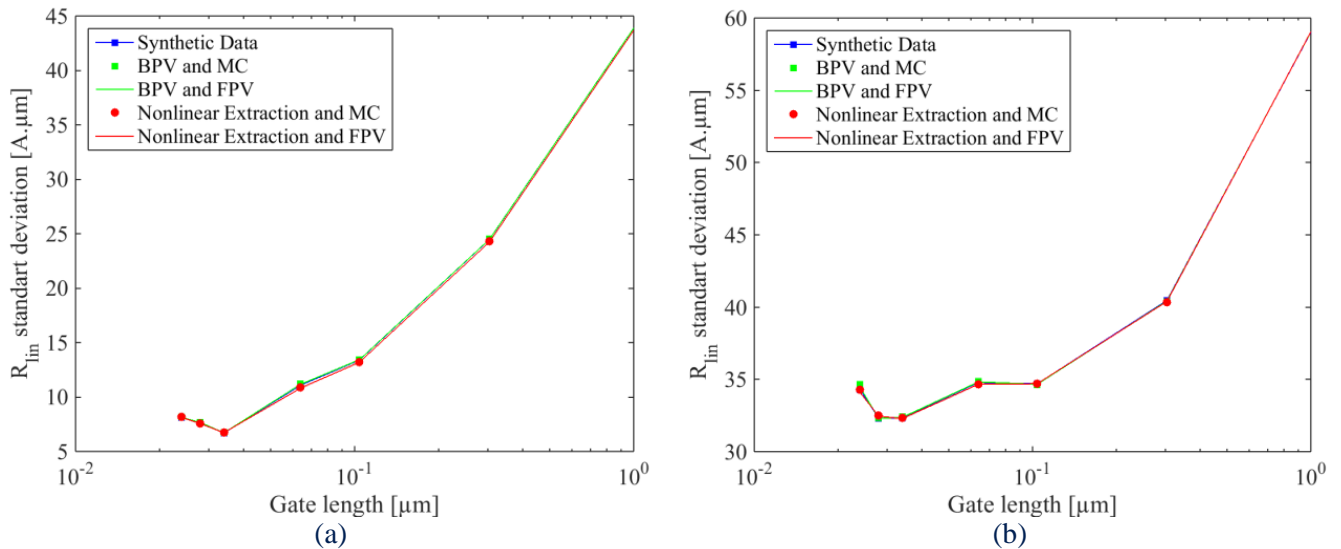 45
40
35
30
25
20
15
10
5
R_lin standart deviation [A.µm]
Synthetic Data
BPV and MC
BPV and FPV
Nonlinear Extraction and MC
Nonlinear Extraction and FPV
10^-2
10^-1
10^0
Gate length [µm]
(a)
60
55
50
45
40
35
30
R_lin standart deviation [A.µm]
Synthetic Data
BPV and MC
BPV and FPV
Nonlinear Extraction and MC
Nonlinear Extraction and FPV
10^-2
10^-1
10^0
Gate length [µm]
(b)